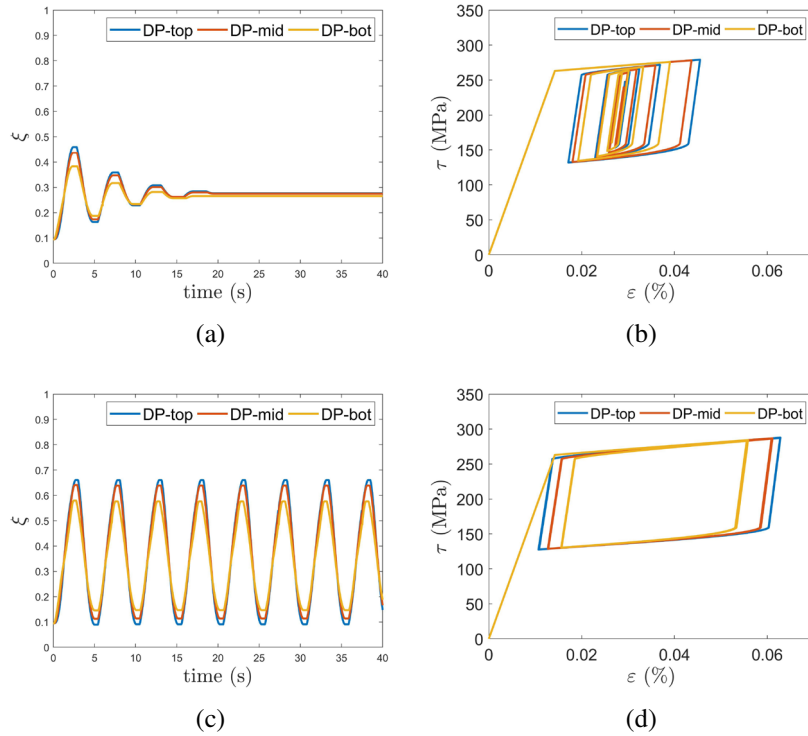 DP-top DP-mid DP-bot
1
0.9
0.8
0.7
0.6
0.5
0.4
0.3
0.2
0.1
0
ξ
0 5 10 15 20 25 30 35 40
time (s)
(a)
DP-top DP-mid DP-bot
350
300
250
200
150
100
50
0
τ (MPa)
0 0.02 0.04 0.06
ε (%)
(b)
DP-top DP-mid DP-bot
1
0.9
0.8
0.7
0.6
0.5
0.4
0.3
0.2
0.1
0
ξ
0 5 10 15 20 25 30 35 40
time (s)
(c)
DP-top DP-mid DP-bot
350
300
250
200
150
100
50
0
τ (MPa)
0 0.02 0.04 0.06
ε (%)
(d)